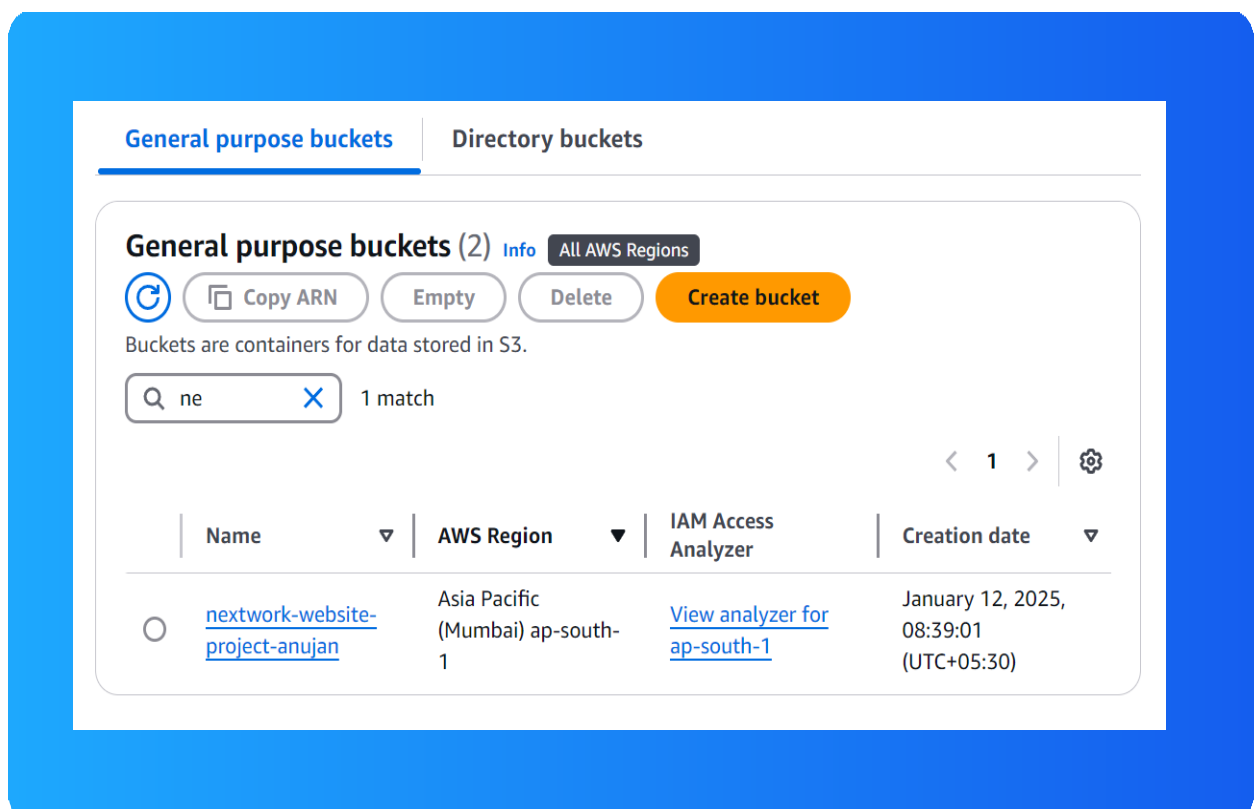 General purpose buckets
Directory buckets
General purpose buckets (2) Info All AWS Regions
Copy ARN
Empty
Delete
Create bucket
Buckets are containers for data stored in S3.
ne
1 match
1
Name
AWS Region
IAM Access
Analyzer
Creation date
nextwork-website-
project-anujan
Asia Pacific
(Mumbai) ap-south-
1
View analyzer for
ap-south-1
January 12, 2025,
08:39:01
(UTC+05:30)